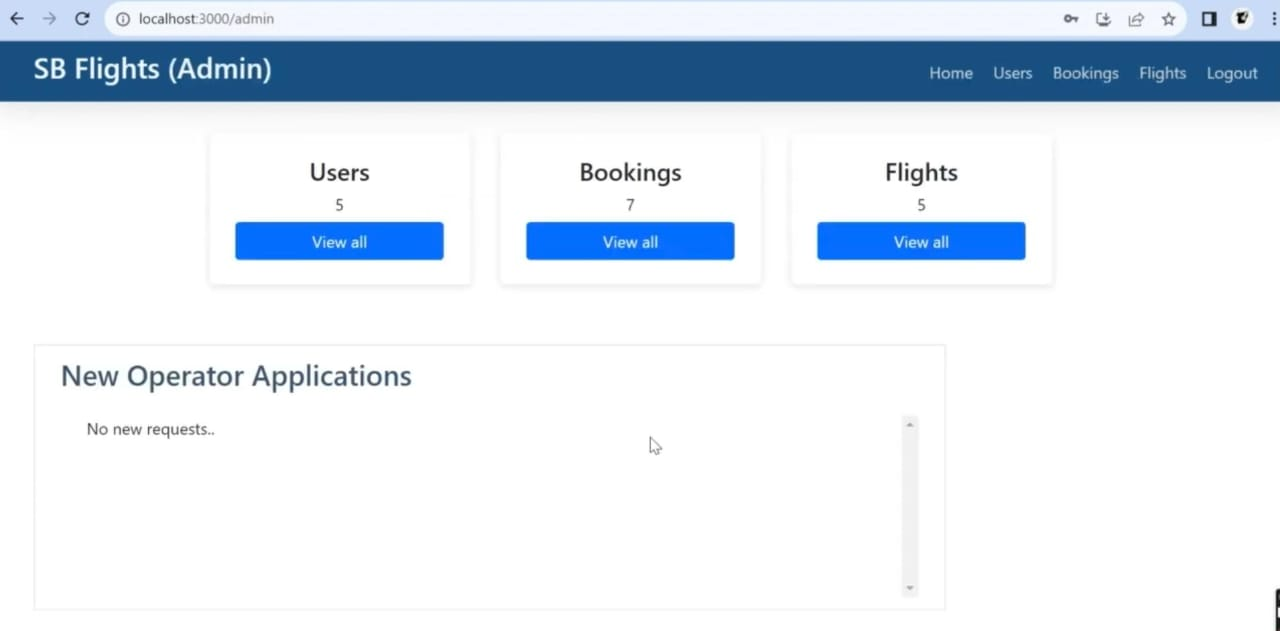 localhost:3000/admin
SB Flights (Admin)
Home Users Bookings Flights Logout
Users
5
View all
Bookings
7
View all
Flights
5
View all
New Operator Applications
No new requests..